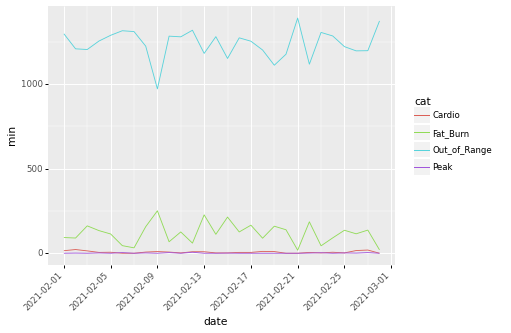 min
1000
500
0
2021-02-01
2021-02-05
2021-02-09
2021-02-13
2021-02-17
2021-02-21
2021-02-25
2021-03-01
date
cat
Cardio
Fat_Burn
Out_of_Range
Peak